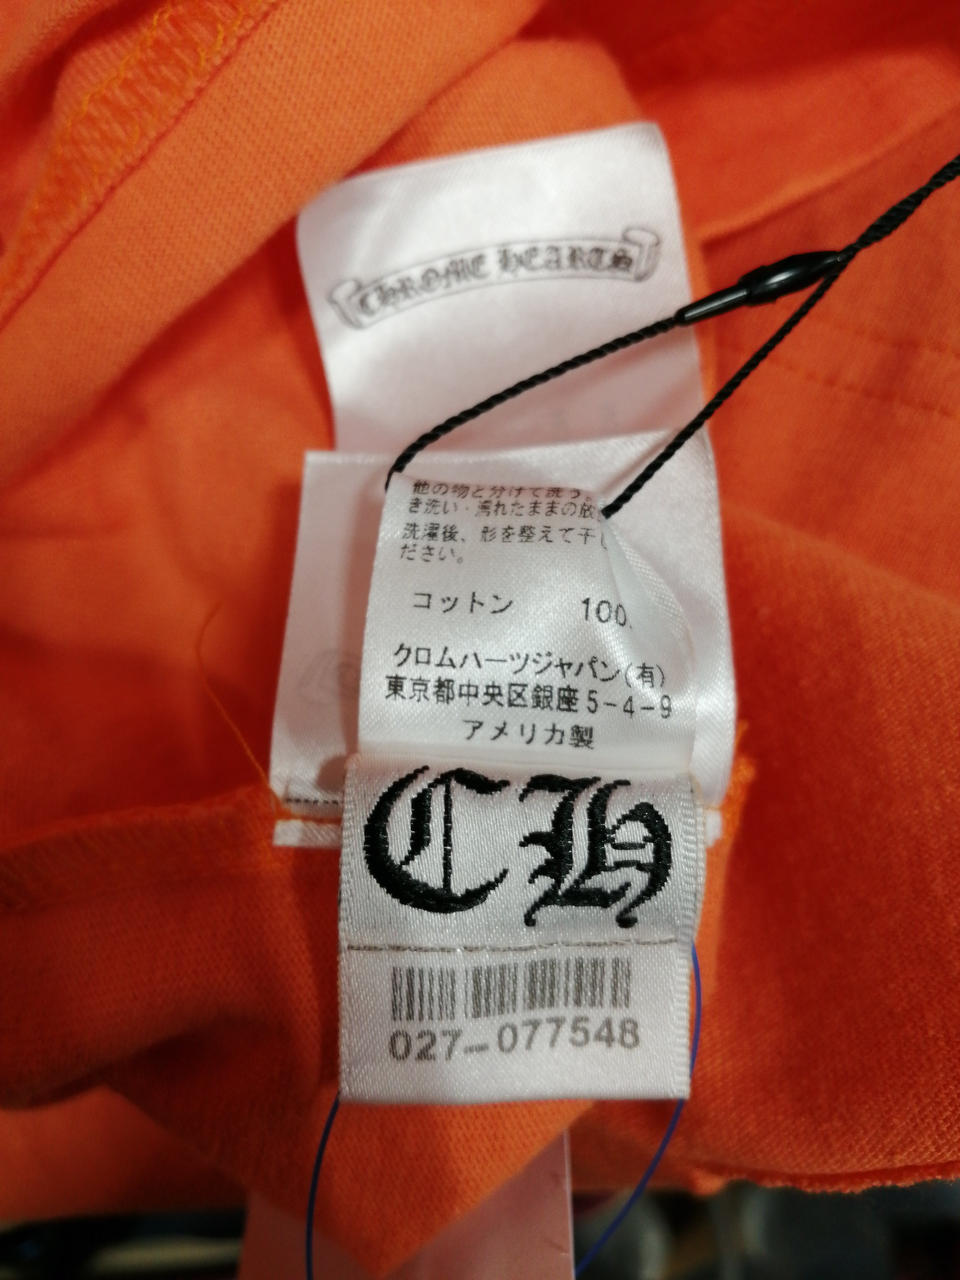 CHROME HEARTS
他の物と分けて洗う。
き洗い・濡れたままの放
洗濯後、形を整えて干し
ださい。
コットン 100
クロムハーツジャパン(有)
東京都中央区銀座5-4-9
アメリカ製
CH
027-077548